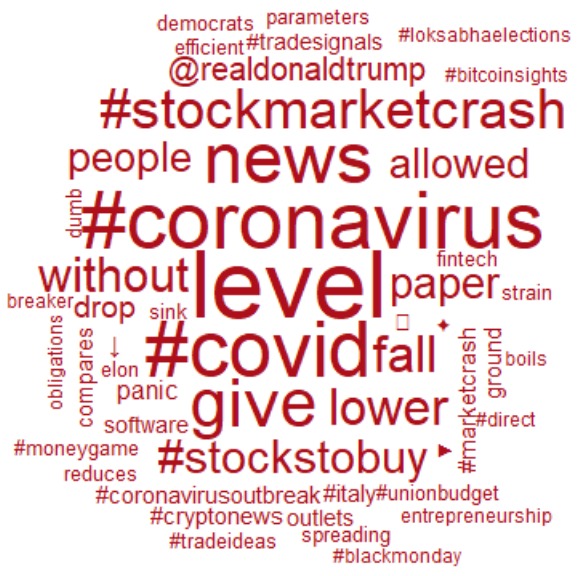 democrats parameters
efficient #tradesignals #loksabhaelections
@realdonaldtrump #bitcoinsights
#stockmarketcrash
people news allowed
dumb #coronavirus
without level paper fintech
breaker drop sink strain
obligations compares ↓ elon #covid fall #marketcrash ground boils
panic give lower
software #direct
#moneygame #stockstobuy
reduces
#coronavirusoutbreak #italy #unionbudget
#cryptonews outlets entrepreneurship
#tradeideas spreading
#blackmonday